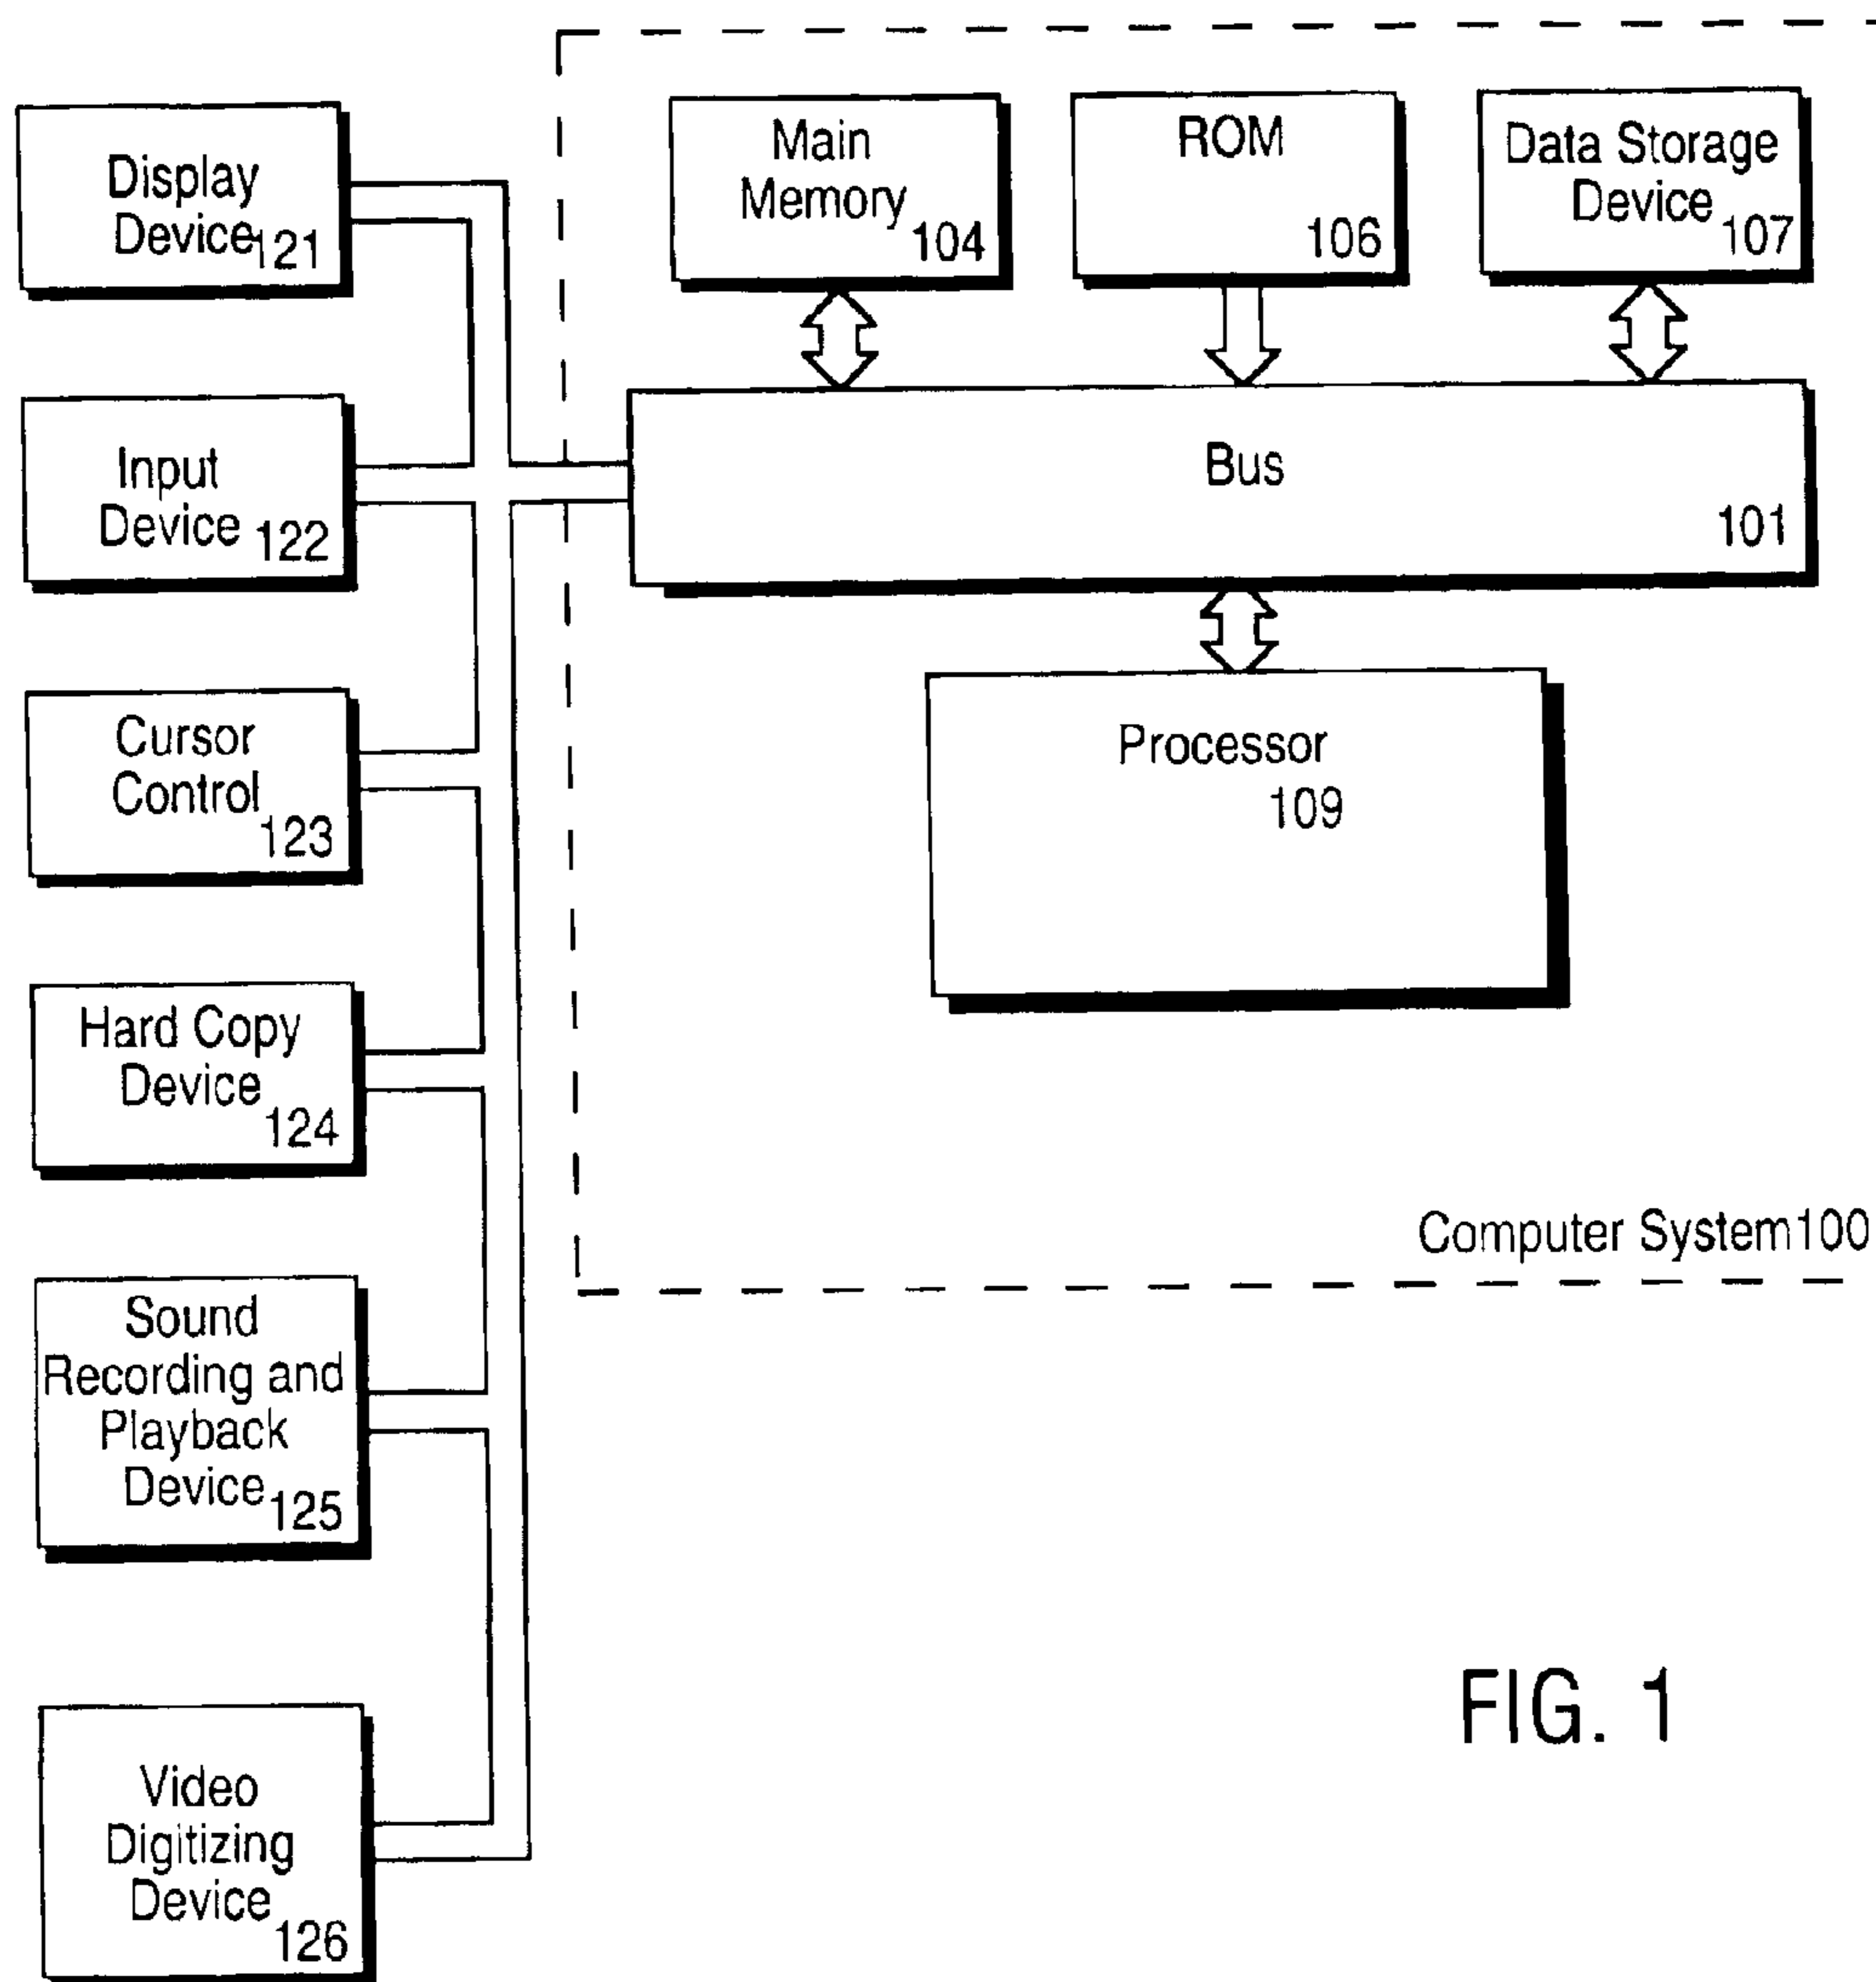 Display
Device 121
Input
Device 122
Cursor
Control
123
Hard Copy
Device
124
Sound
Recording and
Playback
Device 125
Video
Digitizing
Device
126
Main
Memory 104
ROM
106
Data Storage
Device 107
Bus
101
Processor
109
Computer System100
FIG. 1